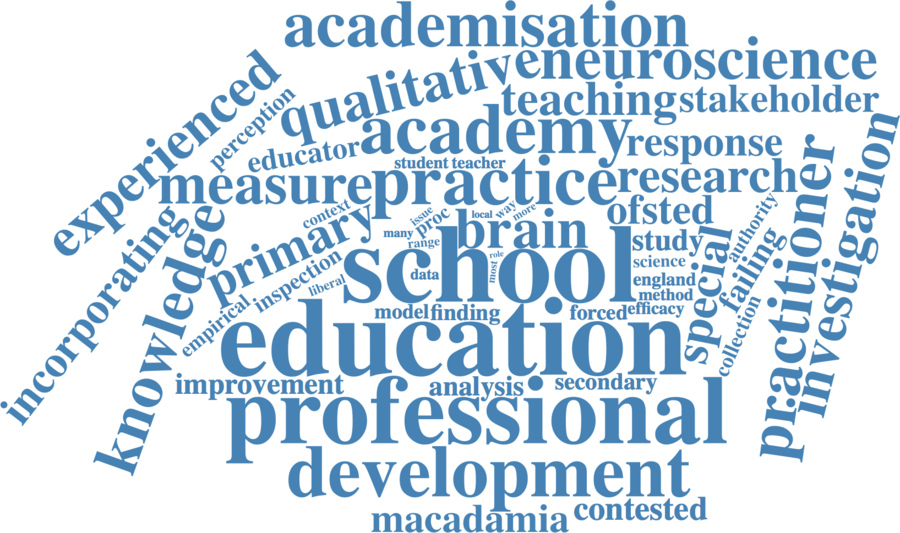 academisation
qualitative
neuroscience
experienced
perception
teaching
stakeholder
educator
academy
response
student teacher
measure
practice
researcher
context
issue
proc
local
way
more
ofsted
many
range
brain
study
authority
practitioner
investigation
incorporating
knowledge
primary
school
most
role
science
special
failing
inspection
liberal
data
england
method
empirical
model
finding
forced
efficacy
collection
education
improvement
analysis
secondary
professional
development
macadamia
contested